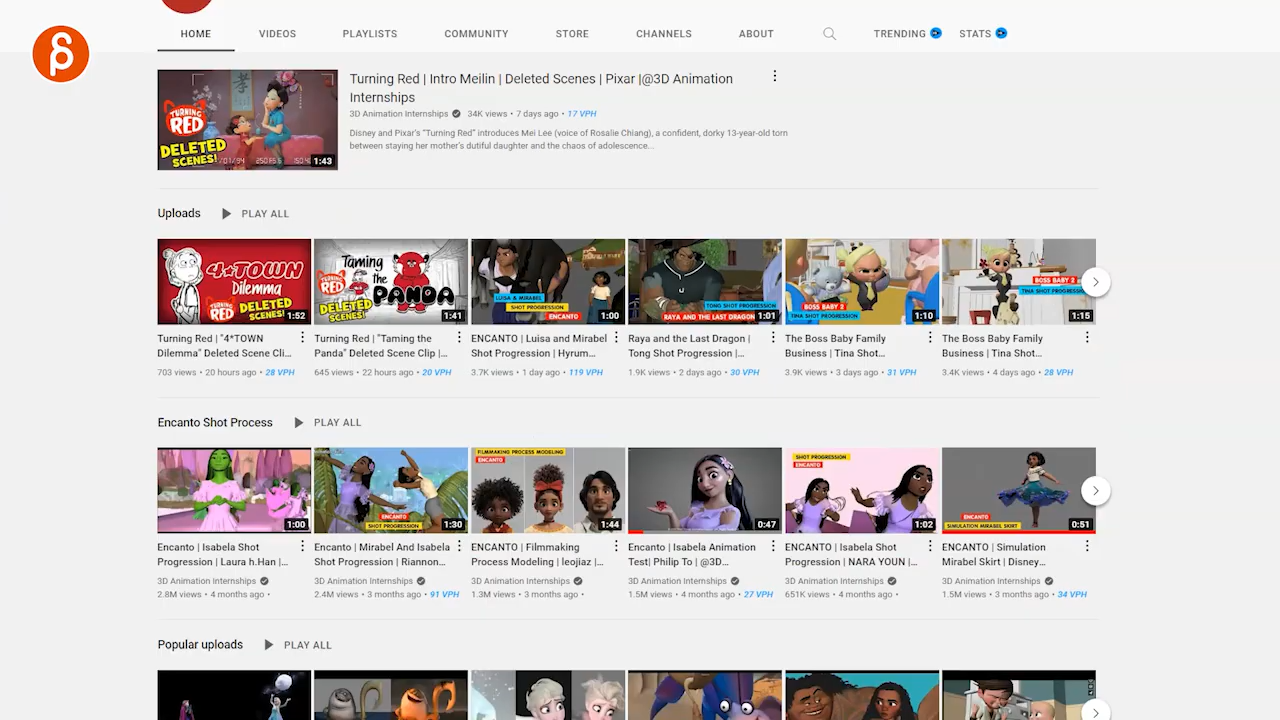 HOME VIDEOS PLAYLISTS COMMUNITY STORE CHANNELS ABOUT TRENDING STATS
Turning Red | Intro Meilin | Deleted Scenes | Pixar |@3D Animation
Internships
3D Animation Internships 34K views • 7 days ago • 17 VPH
Disney and Pixar's "Turning Red" introduces Mei Lee (voice of Rosalie Chiang), a confident, dorky 13-year-old torn
between staying her mother's dutiful daughter and the chaos of adolescence...
TURNING
RED
DELETED
SCENES!
1:43
Uploads PLAY ALL
4*TOWN
Dilemma
TURNING
RED
DELETED
SCENES!
1:52
Taming
the
PANDA
TURNING
RED
DELETED
SCENES!
1:41
LUISA & MIRABEL
SHOT PROGRESSION
ENCANTO
1:00
TONG SHOT PROGRESSION
RAYA AND THE LAST DRAGON
1:01
BOSS BABY 2
TINA SHOT PROGRESSION
1:10
BOSS BABY 2
TINA SHOT PROGRESSION
1:15
Turning Red | "4*TOWN
Dilemma" Deleted Scene Cli...
703 views • 20 hours ago • 28 VPH
Turning Red | "Taming the
Panda" Deleted Scene Clip |...
645 views • 22 hours ago • 20 VPH
ENCANTO | Luisa and Mirabel
Shot Progression | Hyrum...
3.7K views • 1 day ago • 119 VPH
Raya and the Last Dragon |
Tong Shot Progression |...
1.9K views • 2 days ago • 30 VPH
The Boss Baby Family
Business | Tina Shot...
3.9K views • 3 days ago • 31 VPH
The Boss Baby Family
Business | Tina Shot...
3.4K views • 4 days ago • 28 VPH
Encanto Shot Process PLAY ALL
1:00
ENCANTO
SHOT PROGRESSION
1:30
FILMMAKING PROCESS MODELING
ENCANTO
1:44
0:47
SHOT PROGRESSION
ENCANTO
1:02
ENCANTO
SIMULATION MIRABEL SKIRT
0:51
Encanto | Isabela Shot
Progression | Laura h.Han |...
3D Animation Internships
2.8M views • 4 months ago •
Encanto | Mirabel And Isabela
Shot Progression | Riannon...
3D Animation Internships
2.4M views • 3 months ago • 91 VPH
ENCANTO | Filmmaking
Process Modeling | leojiaz |...
3D Animation Internships
1.3M views • 3 months ago •
Encanto | Isabela Animation
Test| Philip To | @3D...
3D Animation Internships
1.5M views • 4 months ago • 27 VPH
ENCANTO | Isabela Shot
Progression | NARA YOUN |...
3D Animation Internships
651K views • 4 months ago •
ENCANTO | Simulation
Mirabel Skirt | Disney...
3D Animation Internships
1.5M views • 3 months ago • 34 VPH
Popular uploads PLAY ALL